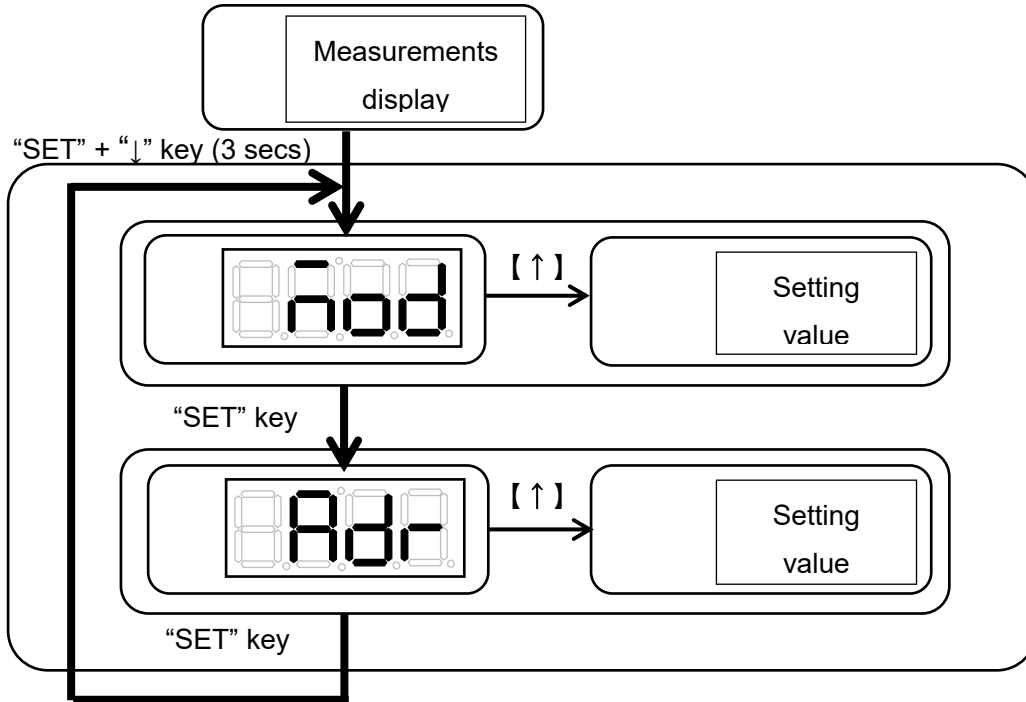 Measurements
display
“SET” + “↓” key (3 secs)
nod
【 ↑ 】
Setting
value
“SET” key
Adr
【 ↑ 】
Setting
value
“SET” key